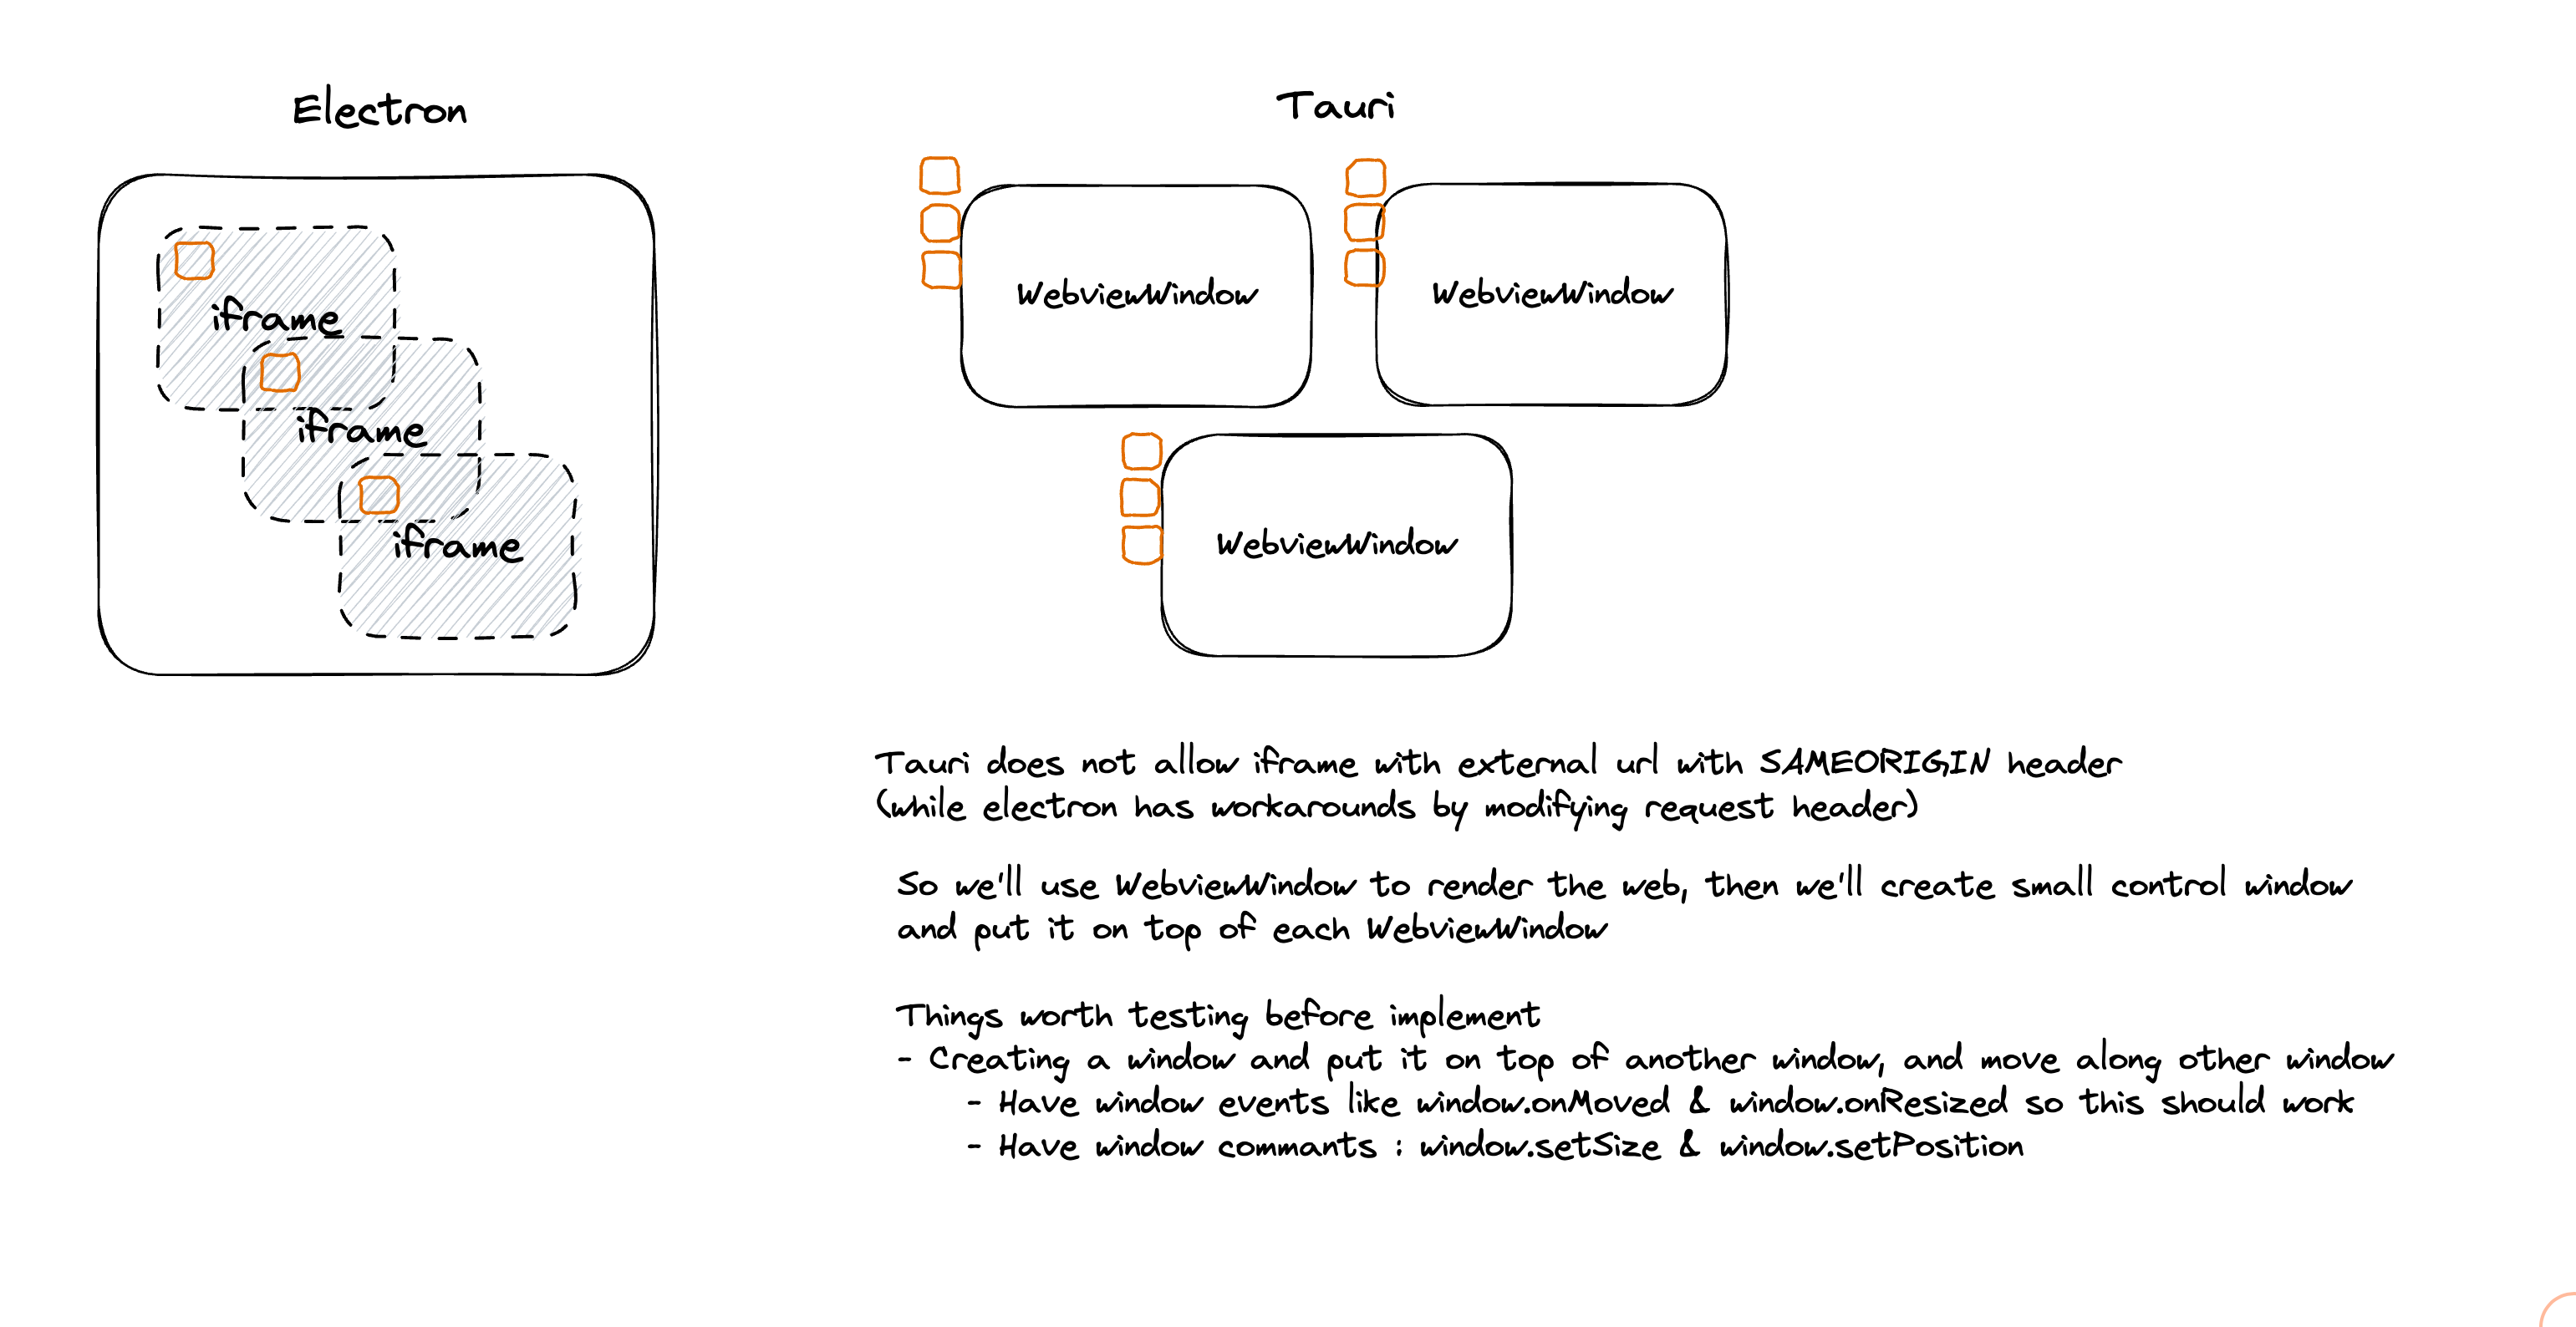 Electron
iframe
iframe
iframe
Tauri
WebviewWindow
WebviewWindow
WebviewWindow
Tauri does not allow iframe with external url with SAMEORIGIN header
(while electron has workarounds by modifying request header)
So we'll use WebviewWindow to render the web, then we'll create small control window
and put it on top of each WebviewWindow
Things worth testing before implement
- Creating a window and put it on top of another window, and move along other window
- Have window events like window.onMoved & window.onResized so this should work
- Have window commants : window.setSize & window.setPosition